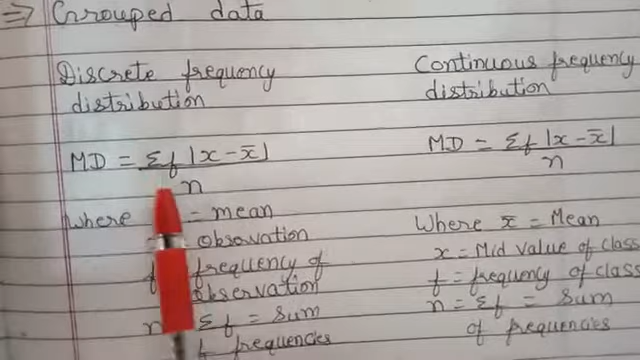 ⇒ Grouped data
Discrete frequency
distribution
MD = Σf |x - x̄|
n
where = mean
observation
f frequency of
observation
n Σf = Sum
f frequencies
Continuous frequency
distribution
MD = Σf |x - x̄|
n
Where x̄ = Mean
x = Mid value of class
f = frequency of class
n = Σf = Sum
of frequencies